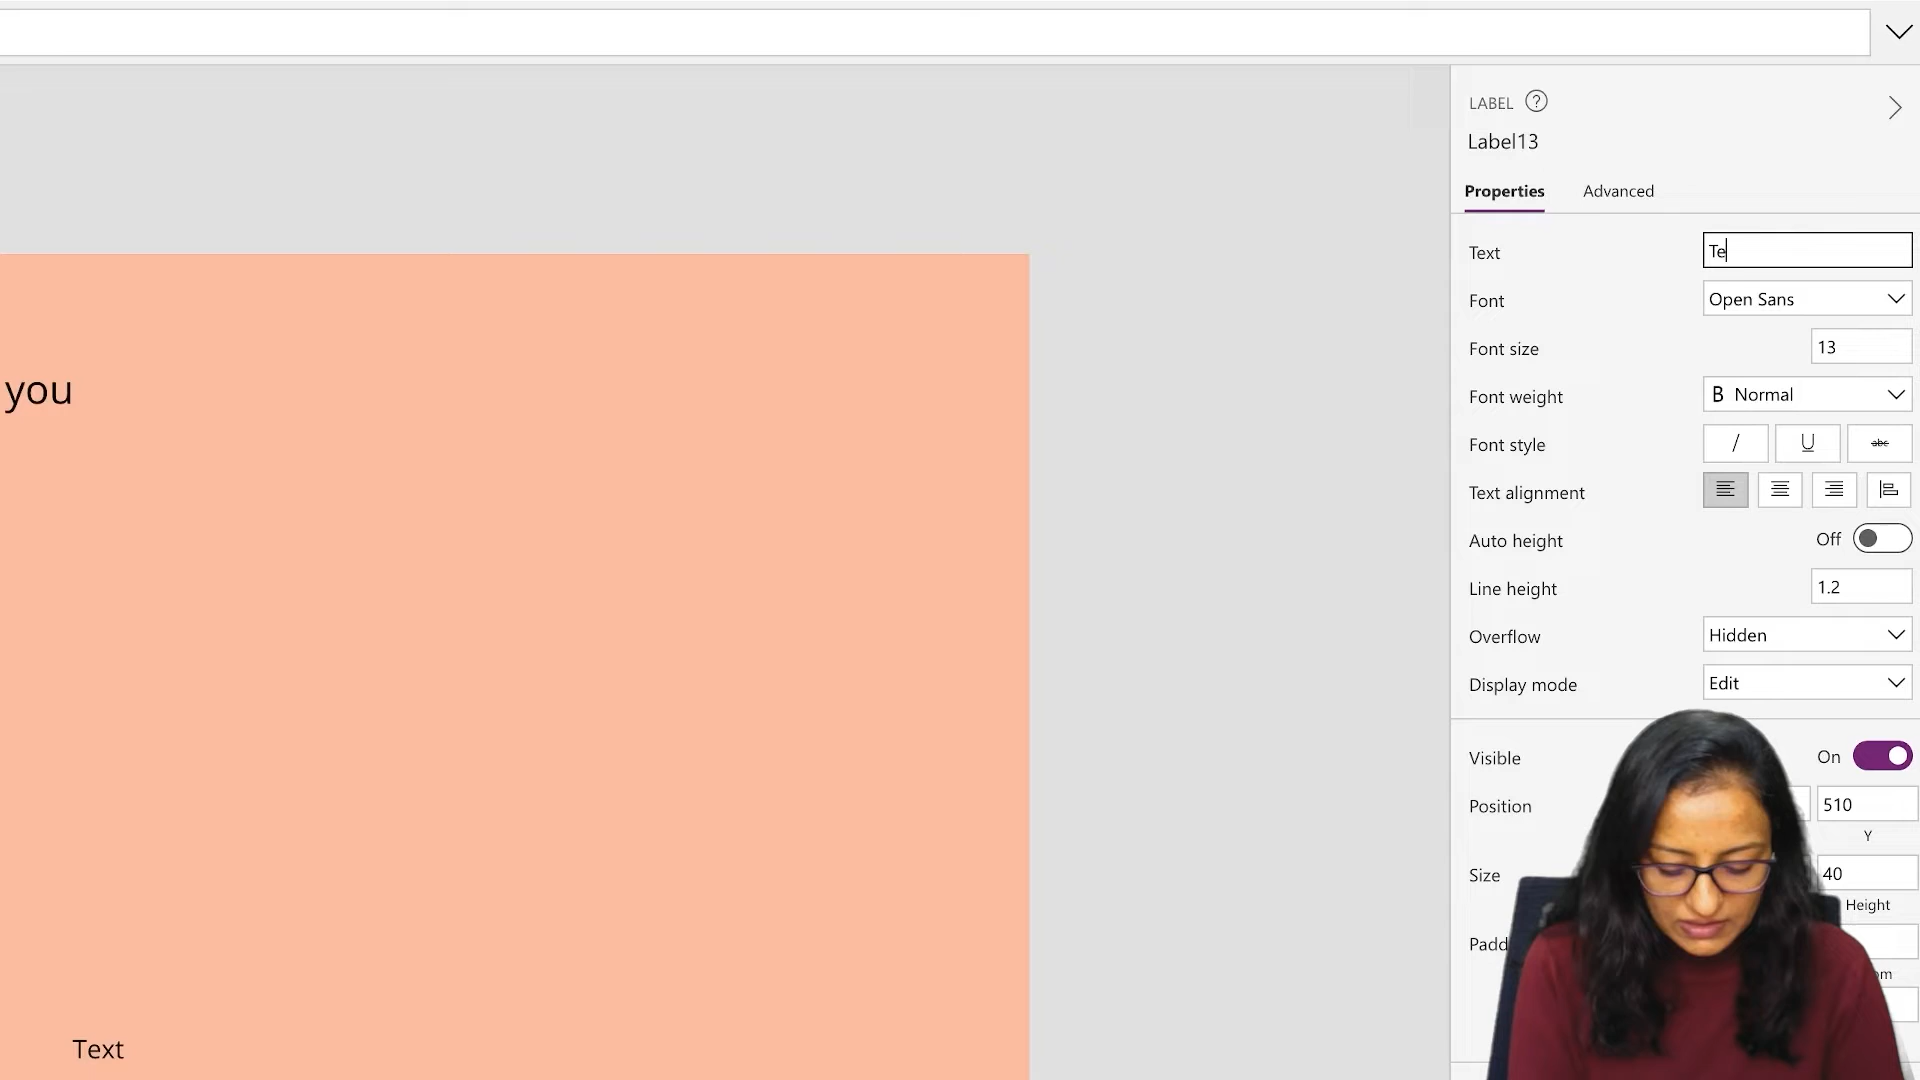 LABEL ?
Label13
Properties Advanced
Text Te
Font Open Sans
Font size 13
Font weight B Normal
Font style / U abc
Text alignment
Auto height Off
Line height 1.2
Overflow Hidden
Display mode Edit
Visible On
Position 510
Y
Size 40
Height
Padd
om
you
Text